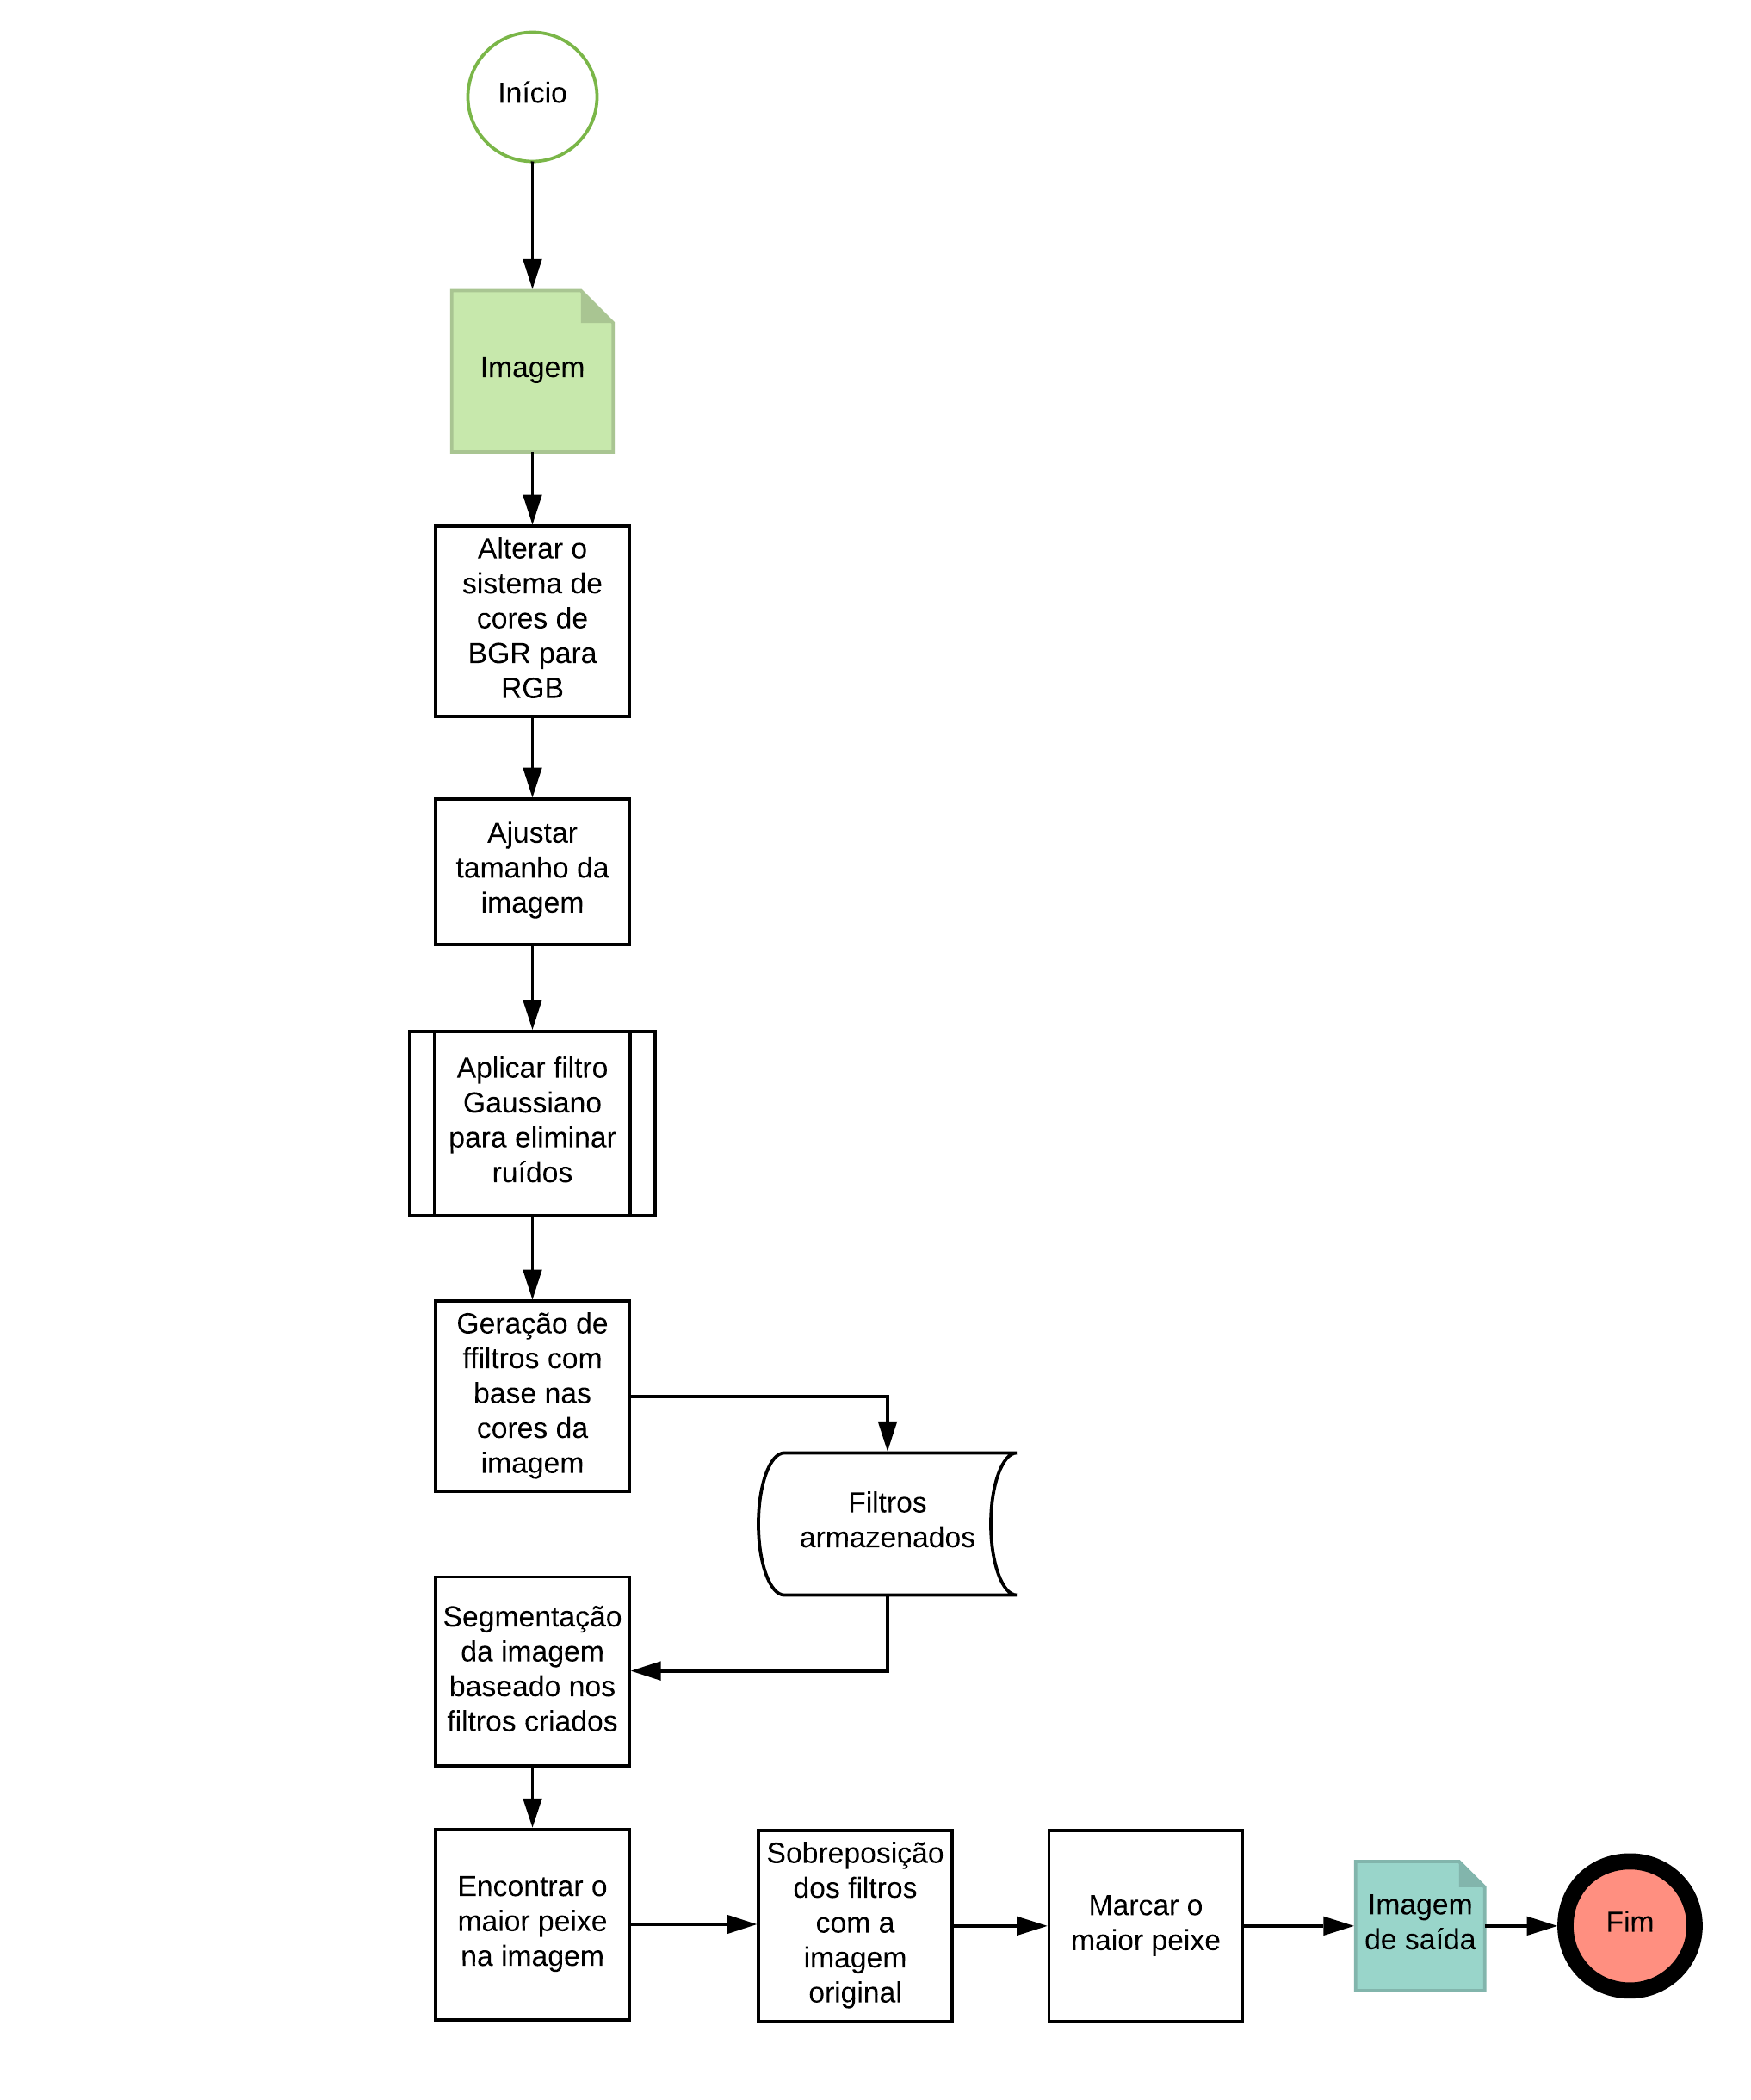 Início
Imagem
Alterar o
sistema de
cores de
BGR para
RGB
Ajustar
tamanho da
imagem
Aplicar filtro
Gaussiano
para eliminar
ruídos
Geração de
ffiltros com
base nas
cores da
imagem
Filtros
armazenados
Segmentação
da imagem
baseado nos
filtros criados
Encontrar o
maior peixe
na imagem
Sobreposição
dos filtros
com a
imagem
original
Marcar o
maior peixe
Imagem
de saída
Fim